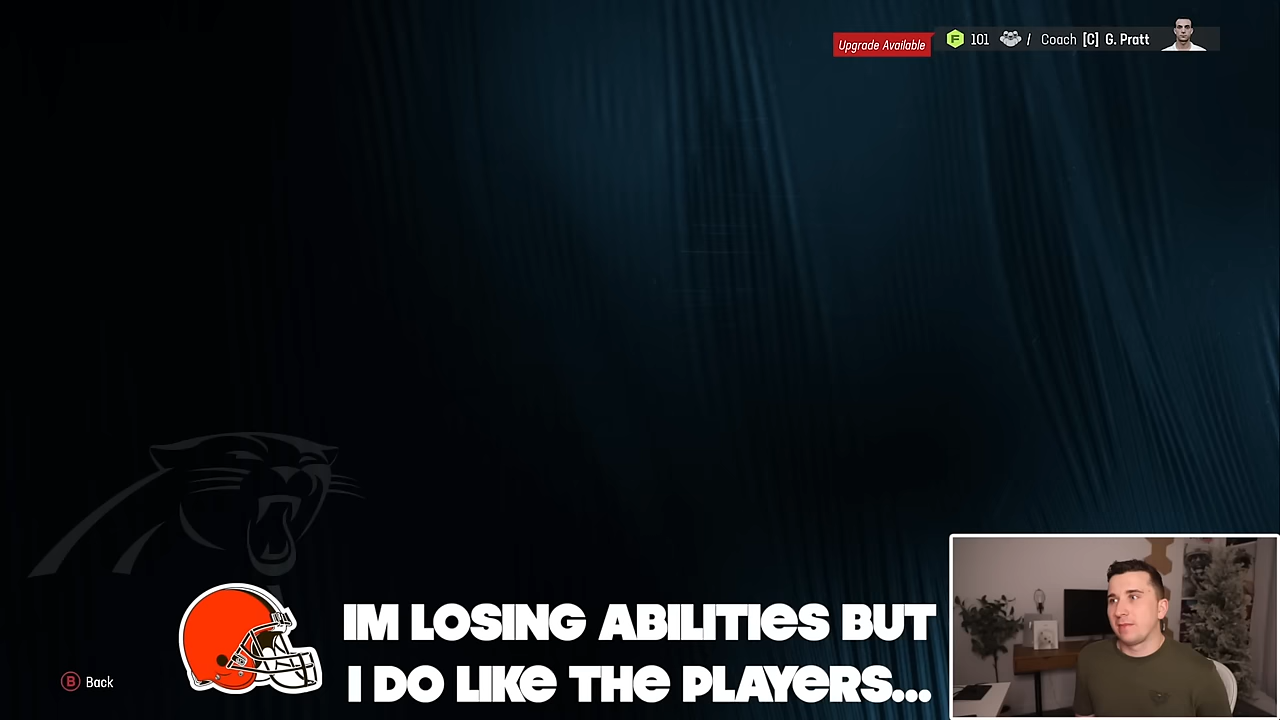 Upgrade Available
101 / Coach [C] G. Pratt
IM LOSING ABILITIES BUT
I DO LIKE THE PLAYERS...
B Back